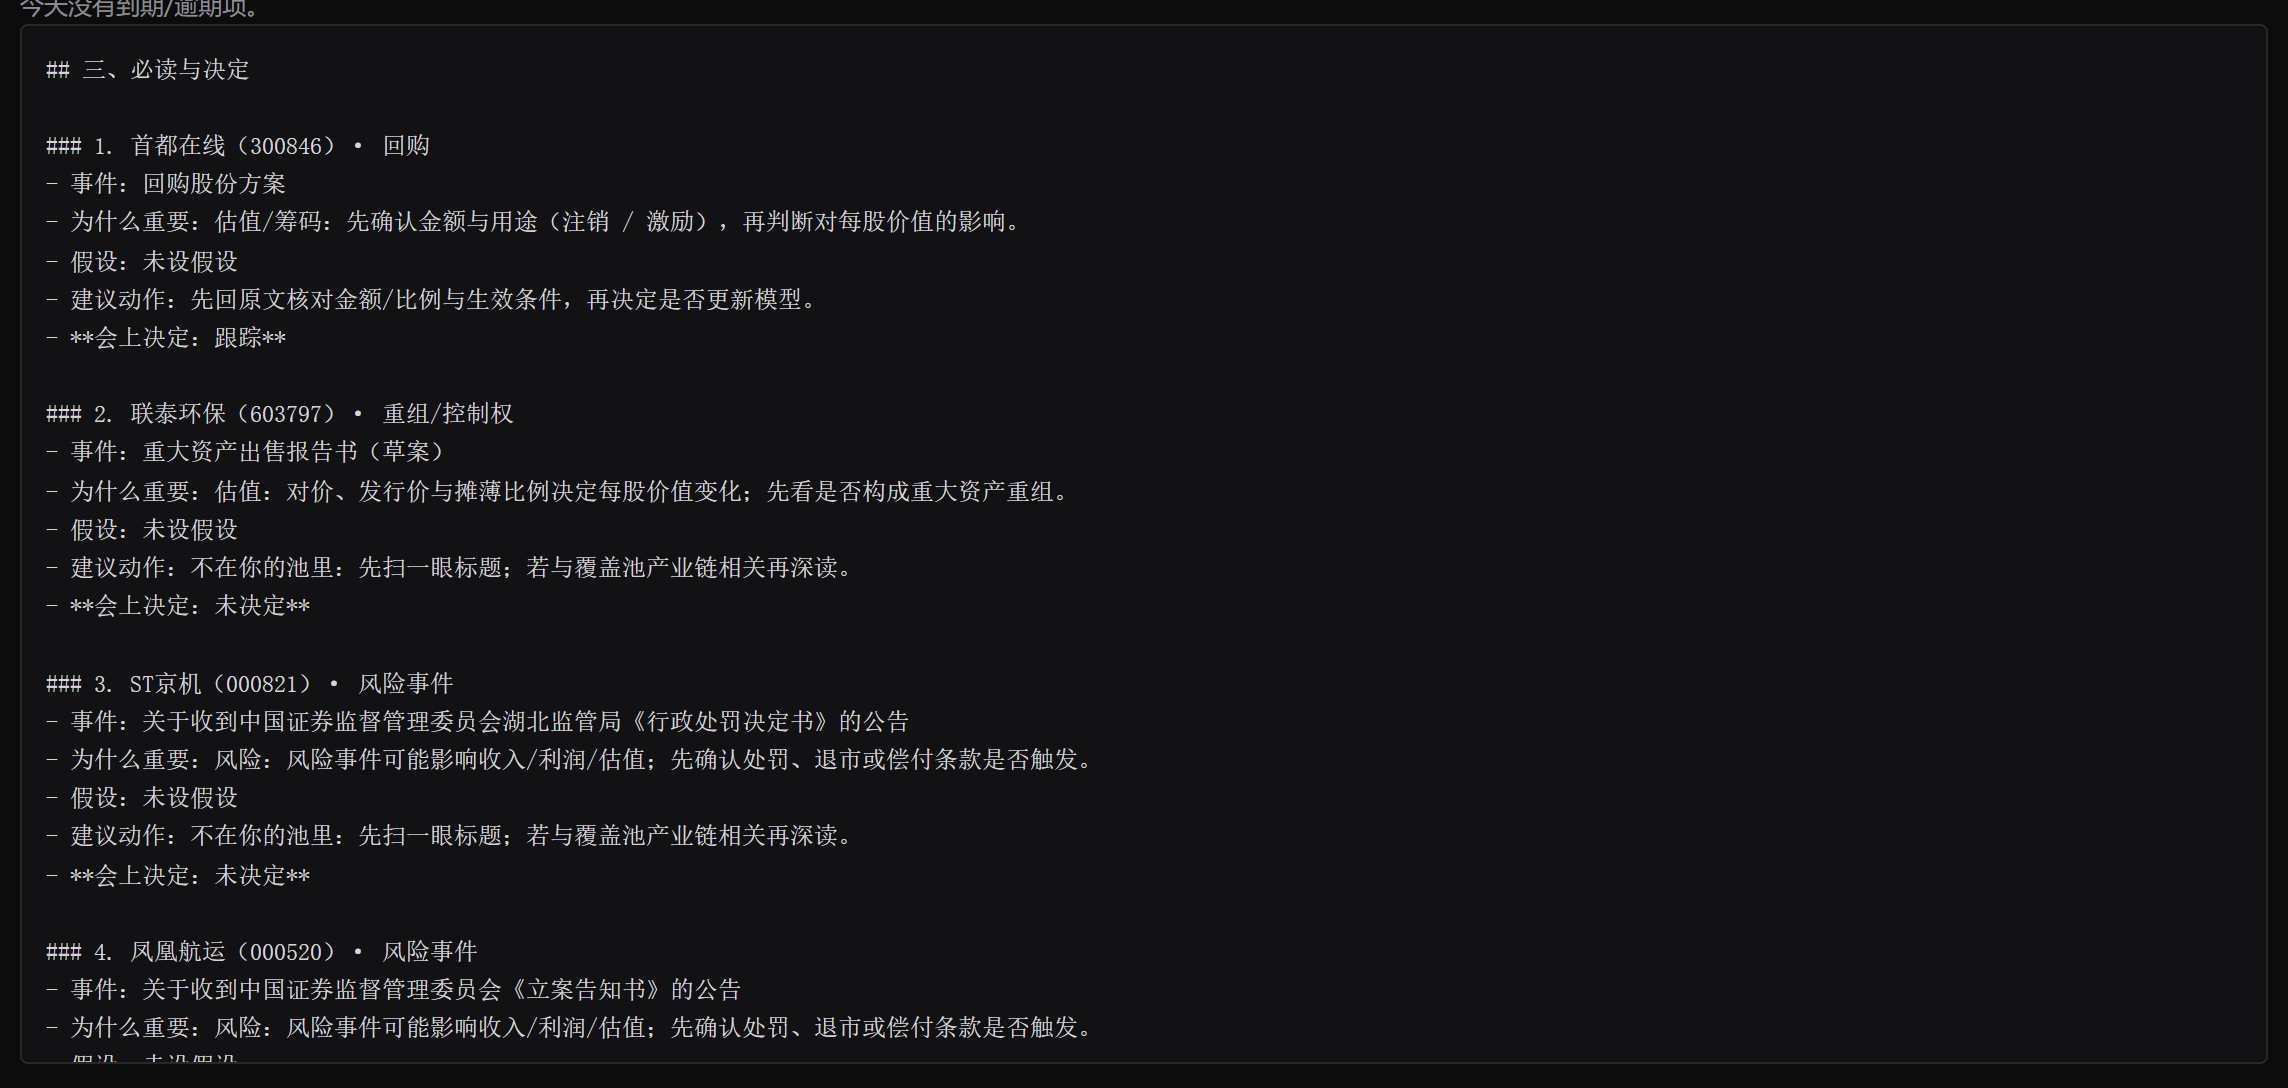 今天没有到期/逾期项。
## 三、必读与决定
### 1. 首都在线（300846）· 回购
- 事件：回购股份方案
- 为什么重要：估值/筹码：先确认金额与用途（注销 / 激励），再判断对每股价值的影响。
- 假设：未设假设
- 建议动作：先回原文核对金额/比例与生效条件，再决定是否更新模型。
- **会上决定：跟踪**
### 2. 联泰环保（603797）· 重组/控制权
- 事件：重大资产出售报告书（草案）
- 为什么重要：估值：对价、发行价与摊薄比例决定每股价值变化；先看是否构成重大资产重组。
- 假设：未设假设
- 建议动作：不在你的池里：先扫一眼标题；若与覆盖池产业链相关再深读。
- **会上决定：未决定**
### 3. ST京机（000821）· 风险事件
- 事件：关于收到中国证券监督管理委员会湖北监管局《行政处罚决定书》的公告
- 为什么重要：风险：风险事件可能影响收入/利润/估值；先确认处罚、退市或偿付条款是否触发。
- 假设：未设假设
- 建议动作：不在你的池里：先扫一眼标题；若与覆盖池产业链相关再深读。
- **会上决定：未决定**
### 4. 凤凰航运（000520）· 风险事件
- 事件：关于收到中国证券监督管理委员会《立案告知书》的公告
- 为什么重要：风险：风险事件可能影响收入/利润/估值；先确认处罚、退市或偿付条款是否触发。
- 假设：未设假设